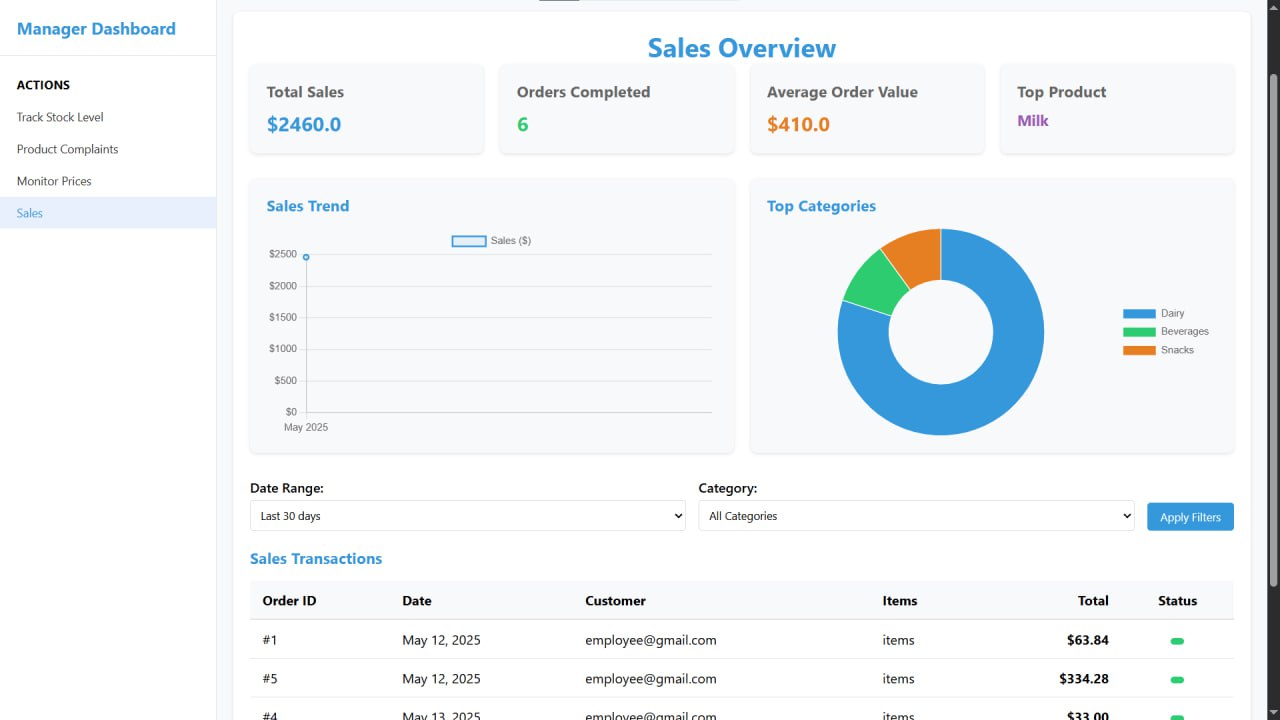 Manager Dashboard
ACTIONS
Track Stock Level
Product Complaints
Monitor Prices
Sales
Sales Overview
Total Sales
$2460.0
Orders Completed
6
Average Order Value
$410.0
Top Product
Milk
Sales Trend
Sales ($)
$2500
$2000
$1500
$1000
$500
$0
May 2025
Top Categories
Dairy
Beverages
Snacks
Date Range:
Last 30 days
Category:
All Categories
Apply Filters
Sales Transactions
Order ID Date Customer Items Total Status
#1 May 12, 2025 employee@gmail.com items $63.84
#5 May 12, 2025 employee@gmail.com items $334.28
#4 May 13, 2025 employee@gmail.com items $33.00